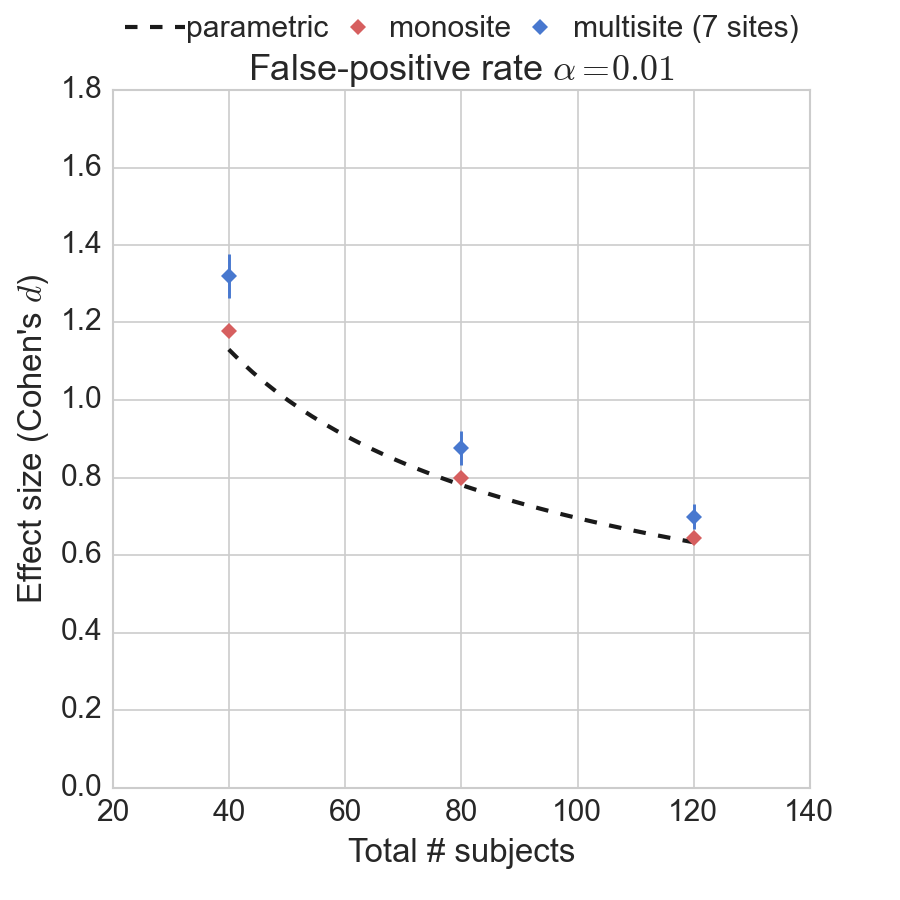 parametric monosite multisite (7 sites)
False-positive rate α=0.01
1.8
1.6
1.4
1.2
1.0
0.8
0.6
0.4
0.2
0.0
Effect size (Cohen's d)
20 40 60 80 100 120 140
Total # subjects